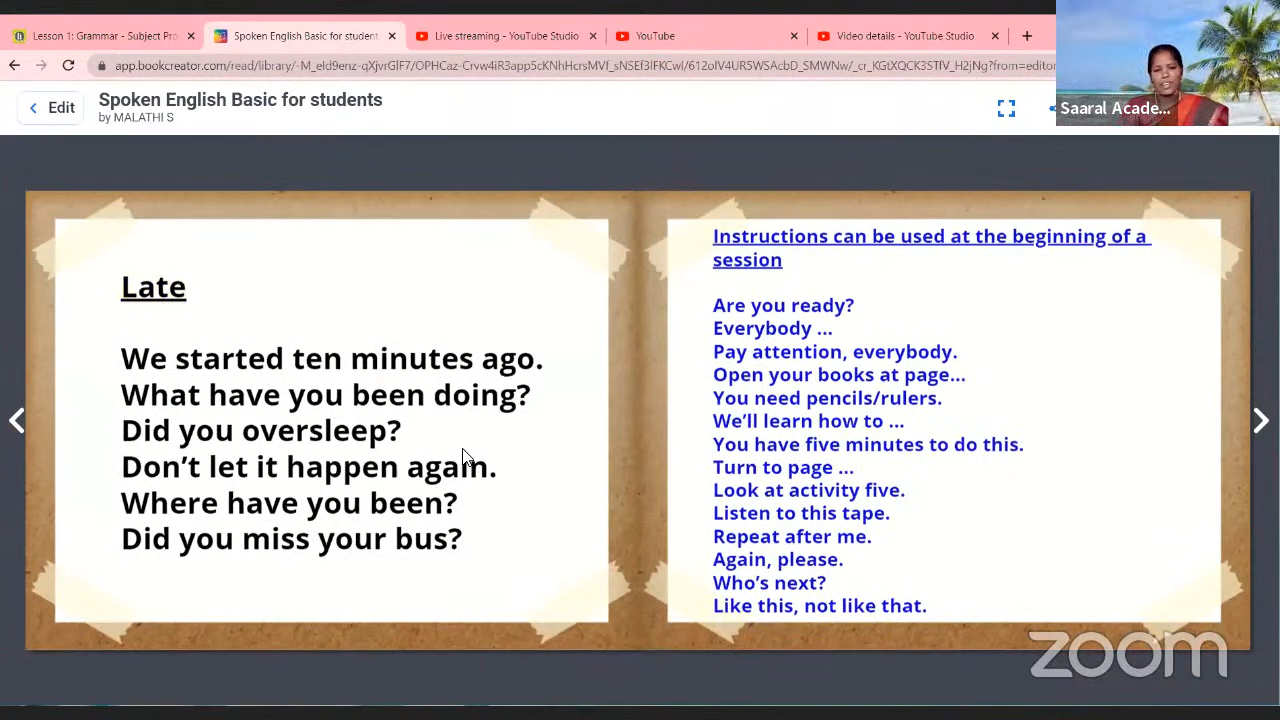 Lesson 1: Grammar - Subject Pro
Spoken English Basic for student
Live streaming - YouTube Studio
YouTube
Video details - YouTube Studio
Edit
Spoken English Basic for students
by MALATHI S
Saaral Acade...
Late
We started ten minutes ago.
What have you been doing?
Did you oversleep?
Don’t let it happen again.
Where have you been?
Did you miss your bus?
Instructions can be used at the beginning of a
session
Are you ready?
Everybody ...
Pay attention, everybody.
Open your books at page...
You need pencils/rulers.
We’ll learn how to ...
You have five minutes to do this.
Turn to page ...
Look at activity five.
Listen to this tape.
Repeat after me.
Again, please.
Who’s next?
Like this, not like that.
zoom